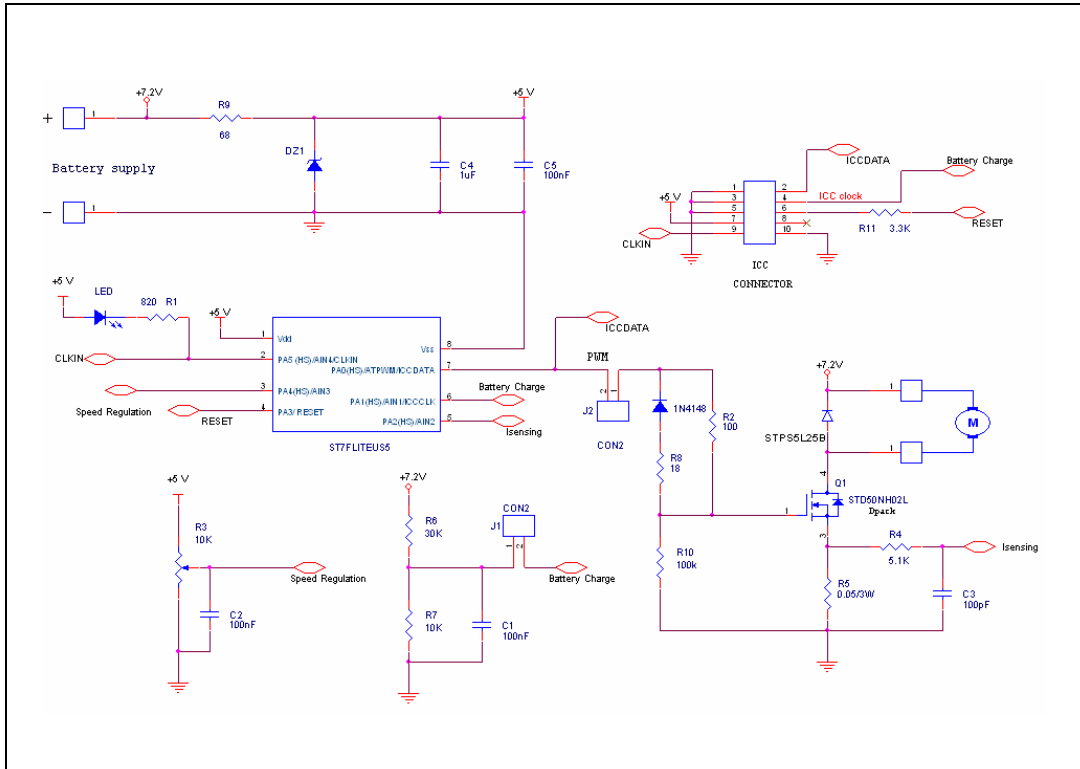 +7.2V
R9
68
+5 V
+
1
DZ1
C4
1uF
C5
100nF
Battery supply
-
1
ICCDATA
Battery Charge
1
2
3
4
ICC clock
5
6
+5 V
7
8
9
10
R11
3.3K
RESET
CLKIN
ICC
CONNECTOR
+5 V
LED
820 R1
+5 V
CLKIN
1
Vdd
Vss
8
2
PA5 (HS)/AIN4/CLKIN
PA0(HS)/ATPWM/ICCDATA
7
3
PA4(HS)/AIN3
PA1(HS)/AIN1/ICCCLK
6
4
PA3/ RESET
PA2(HS)/AIN2
5
Speed Regulation
RESET
ST7FLITEUS5
ICCDATA
Battery Charge
Isensing
PWM
2
1
J2
CON2
1N4148
R2
100
R8
18
R10
100k
+7.2V
1
STPS5L25B
M
1
4
Q1
STD50NH02L
Dpack
1
3
R4
5.1K
Isensing
R5
0.05/3W
C3
100pF
+5 V
R3
10K
Speed Regulation
C2
100nF
+7.2V
R6
30K
CON2
J1
1
2
Battery Charge
R7
10K
C1
100nF